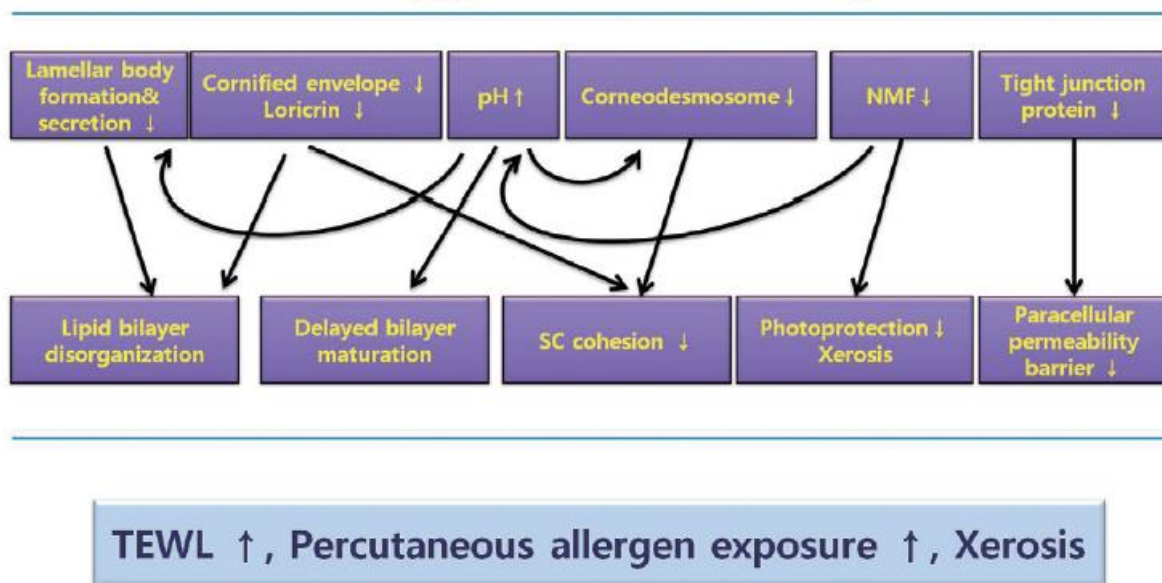 Lamellar body
formation&
secretion ↓
Cornified envelope ↓
Loricrin ↓
pH↑
Corneodesmosome↓
NMF↓
Tight junction
protein ↓
Lipid bilayer
disorganization
Delayed bilayer
maturation
SC cohesion ↓
Photoprotection↓
Xerosis
Paracellular
permeability
barrier ↓
TEWL ↑, Percutaneous allergen exposure ↑, Xerosis